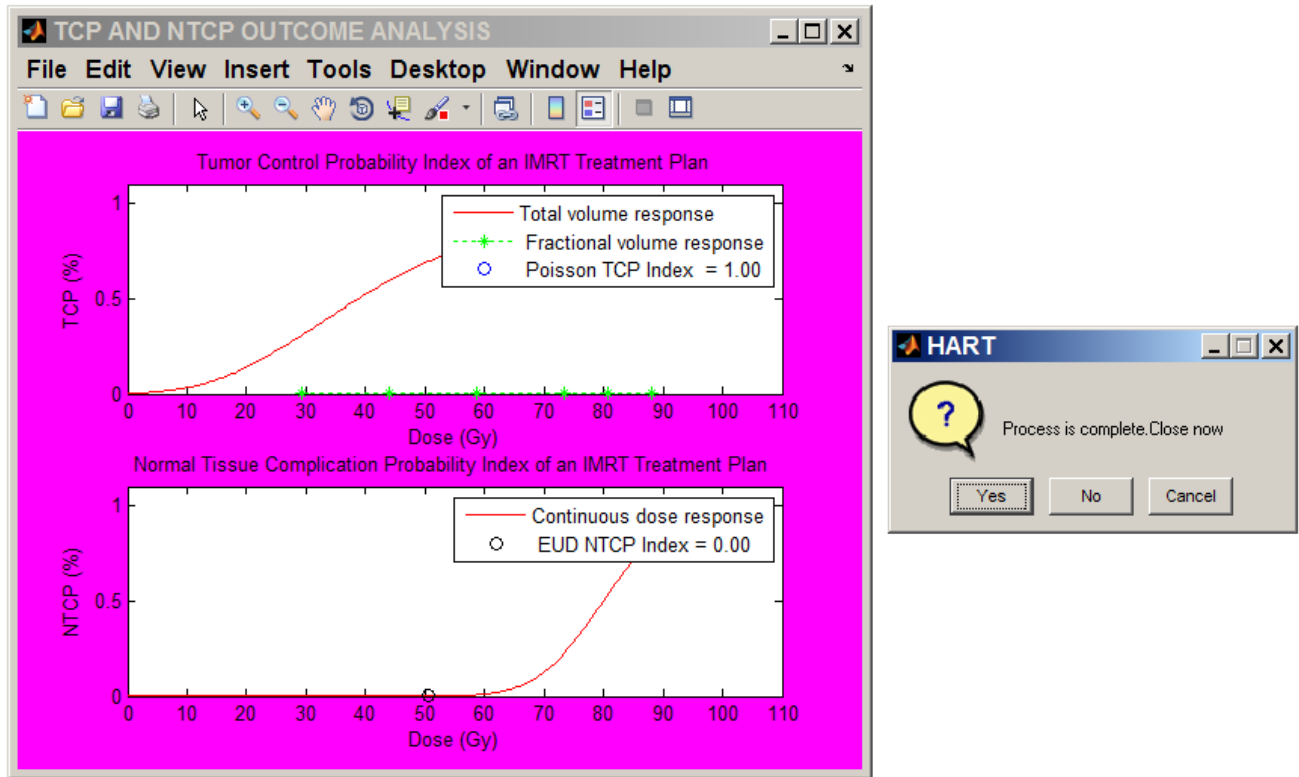 TCP AND NTCP OUTCOME ANALYSIS
File Edit View Insert Tools Desktop Window Help
Tumor Control Probability Index of an IMRT Treatment Plan
1
0.5
0
TCP (%)
Total volume response
Fractional volume response
Poisson TCP Index = 1.00
0 10 20 30 40 50 60 70 80 90 100 110
Dose (Gy)
Normal Tissue Complication Probability Index of an IMRT Treatment Plan
1
0.5
0
NTCP (%)
Continuous dose response
EUD NTCP Index = 0.00
0 10 20 30 40 50 60 70 80 90 100 110
Dose (Gy)
HART
?
Process is complete.Close now
Yes No Cancel